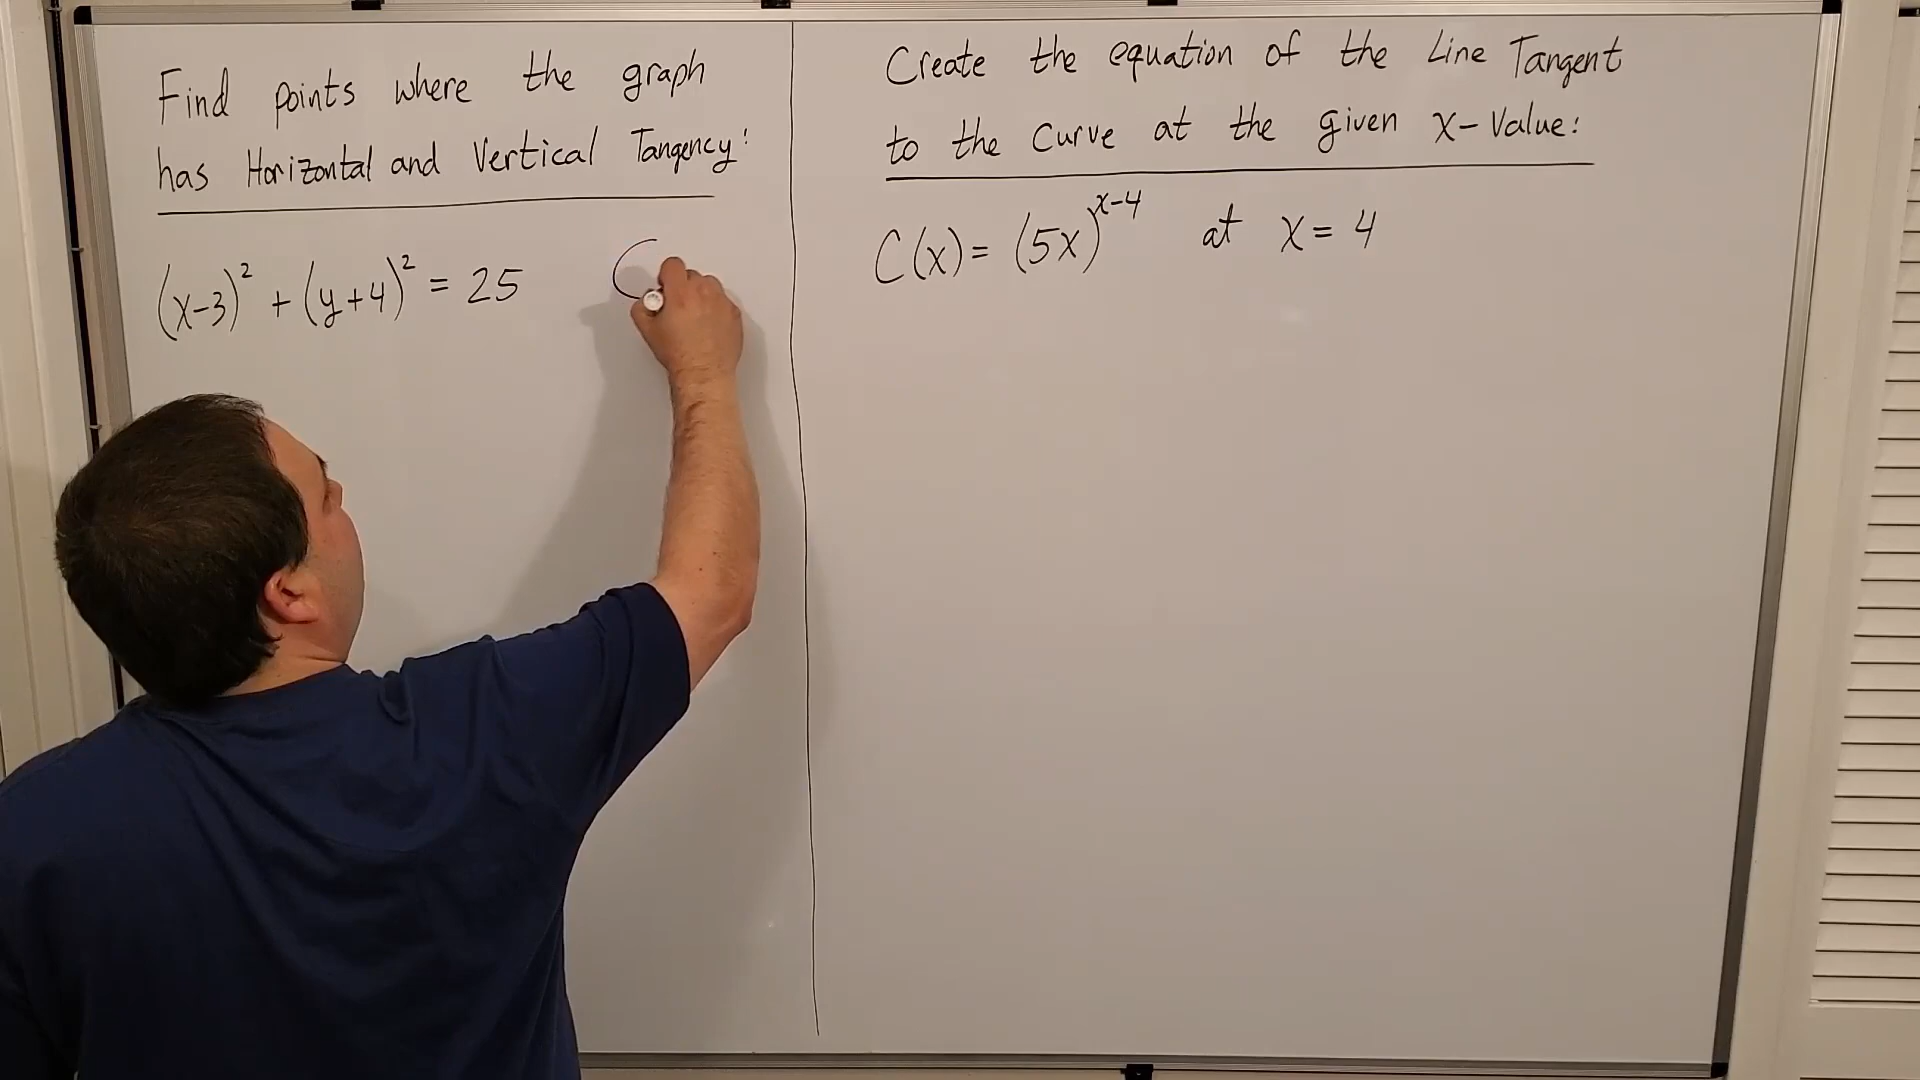 Find points where the graph
has Horizontal and Vertical Tangency:
(x-3)² + (y+4)² = 25
Create the equation of the Line Tangent
to the Curve at the given x-Value:
C(x) = (5x)^(x-4) at x = 4